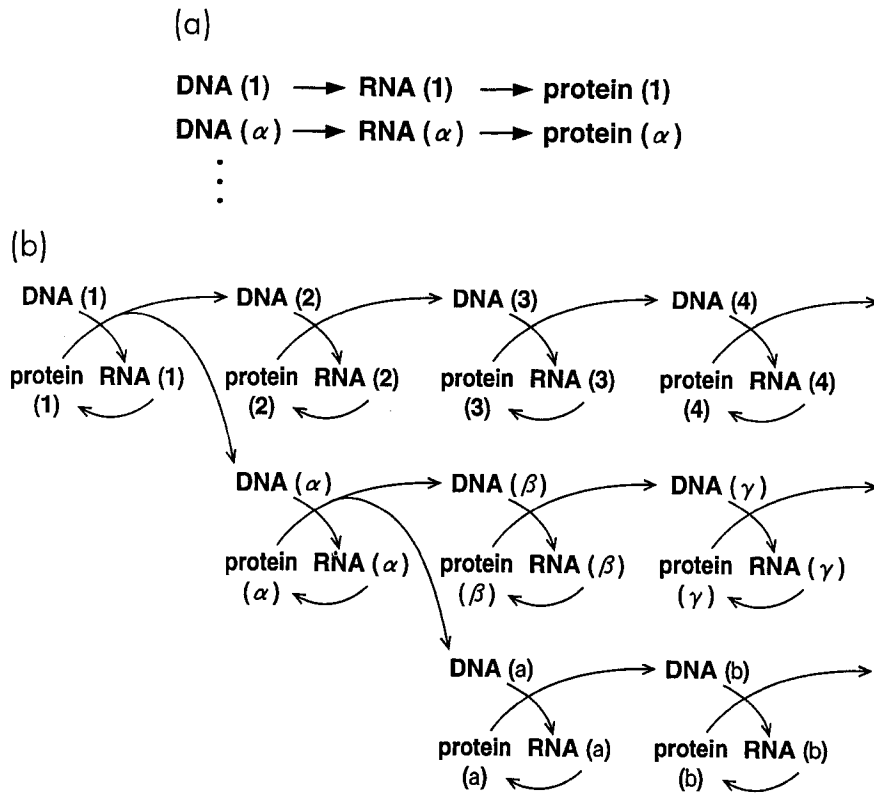 (a)
DNA (1) → RNA (1) → protein (1)
DNA (α) → RNA (α) → protein (α)
(b)
DNA (1) DNA (2) DNA (3) DNA (4)
protein RNA (1) protein RNA (2) protein RNA (3) protein RNA (4)
(1) (2) (3) (4)
DNA (α) DNA (β) DNA (γ)
protein RNA (α) protein RNA (β) protein RNA (γ)
(α) (β) (γ)
DNA (a) DNA (b)
protein RNA (a) protein RNA (b)
(a) (b)